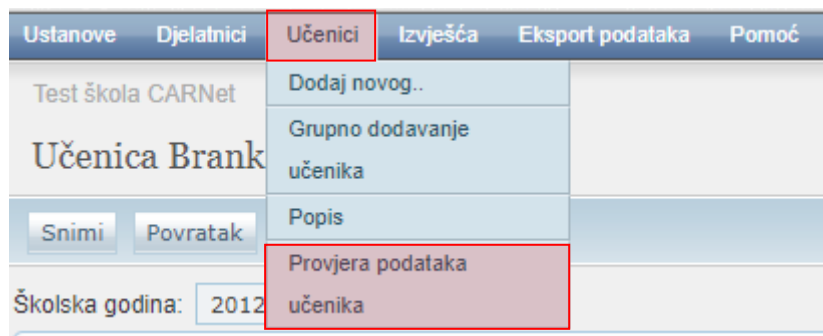 Ustanove Djelatnici Učenici Izvješća Eksport podataka Pomoć
Test škola CARNet
Učenica Brank
Dodaj novog..
Grupno dodavanje
učenika
Popis
Provjera podataka
učenika
Snimi Povratak
Školska godina: 2012